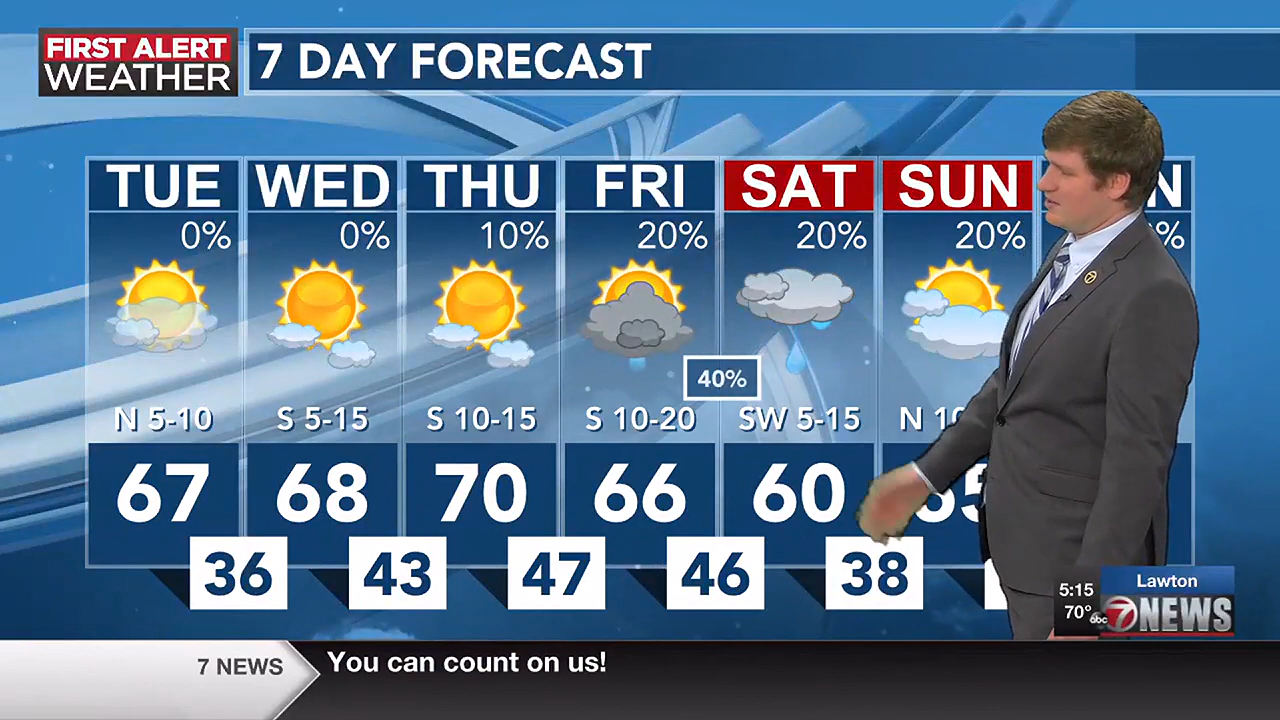 FIRST ALERT
WEATHER
7 DAY FORECAST
TUE WED THU FRI SAT SUN
0% 0% 10% 20% 20% 20%
40%
N 5-10 S 5-15 S 10-15 S 10-20 SW 5-15 N
67 68 70 66 60
36 43 47 46 38
5:15
70°
Lawton
abc 7 NEWS
7 NEWS
You can count on us!